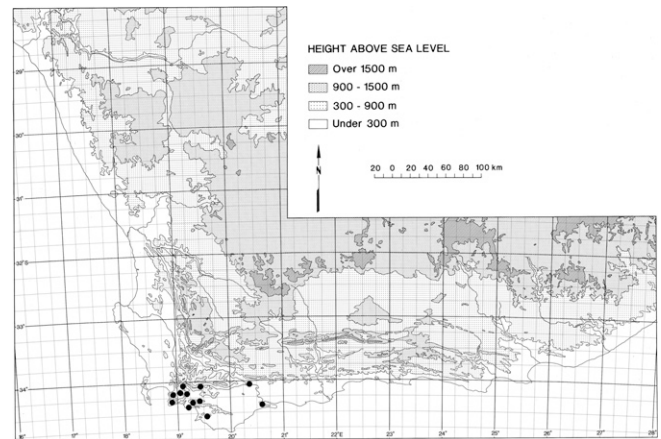 HEIGHT ABOVE SEA LEVEL
Over 1500 m
900 - 1500 m
300 - 900 m
Under 300 m
N
20 0 20 40 60 80 100 km
29°
30°
31°
32°S
33°
34°
16° 17° 18° 19° 20° 21° 22°E 23° 24° 25° 26° 27° 28°